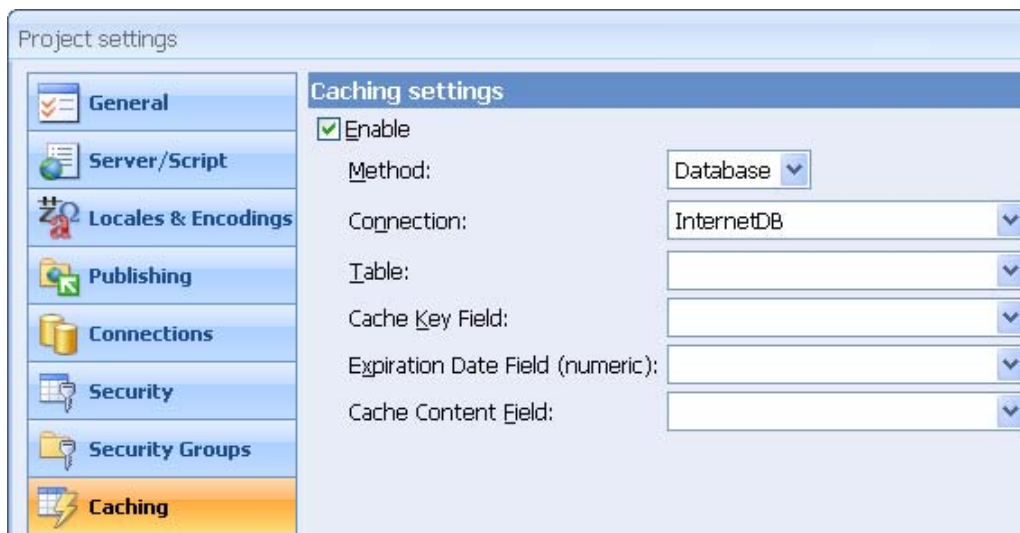 Project settings
General
Server/Script
Locales & Encodings
Publishing
Connections
Security
Security Groups
Caching
Caching settings
Enable
Method: Database
Connection: InternetDB
Table:
Cache Key Field:
Expiration Date Field (numeric):
Cache Content Field: